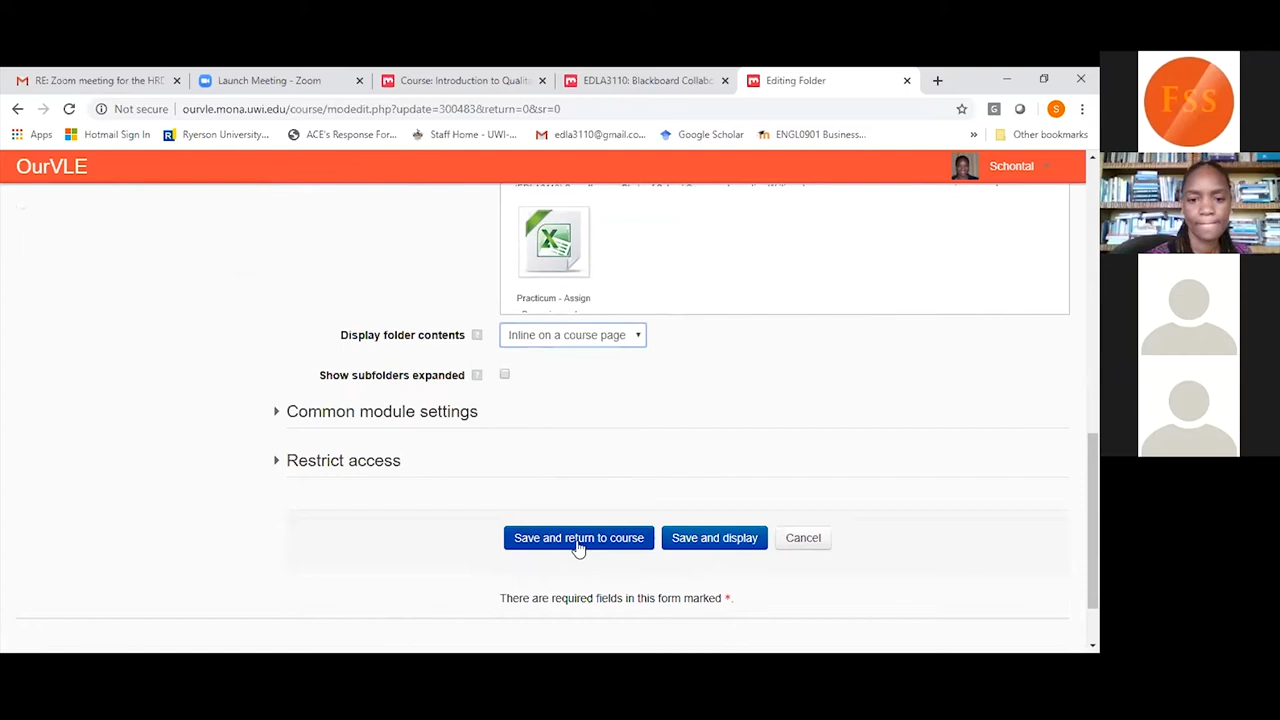 RE: Zoom meeting for the HRD
Launch Meeting - Zoom
Course: Introduction to Qualit
EDLA3110: Blackboard Collabo
Editing Folder
Not secure
ourvle.mona.uwi.edu/course/modedit.php?update=300483&return=0&sr=0
S
Apps
Hotmail Sign In
Ryerson University...
ACE's Response For...
Staff Home - UWI-...
edla3110@gmail.co...
Google Scholar
ENGL0901 Business...
»
Other bookmarks
OurVLE
Schontal
Practicum - Assign
Display folder contents
Inline on a course page
Show subfolders expanded
Common module settings
Restrict access
Save and return to course
Save and display
Cancel
There are required fields in this form marked *.
Fss